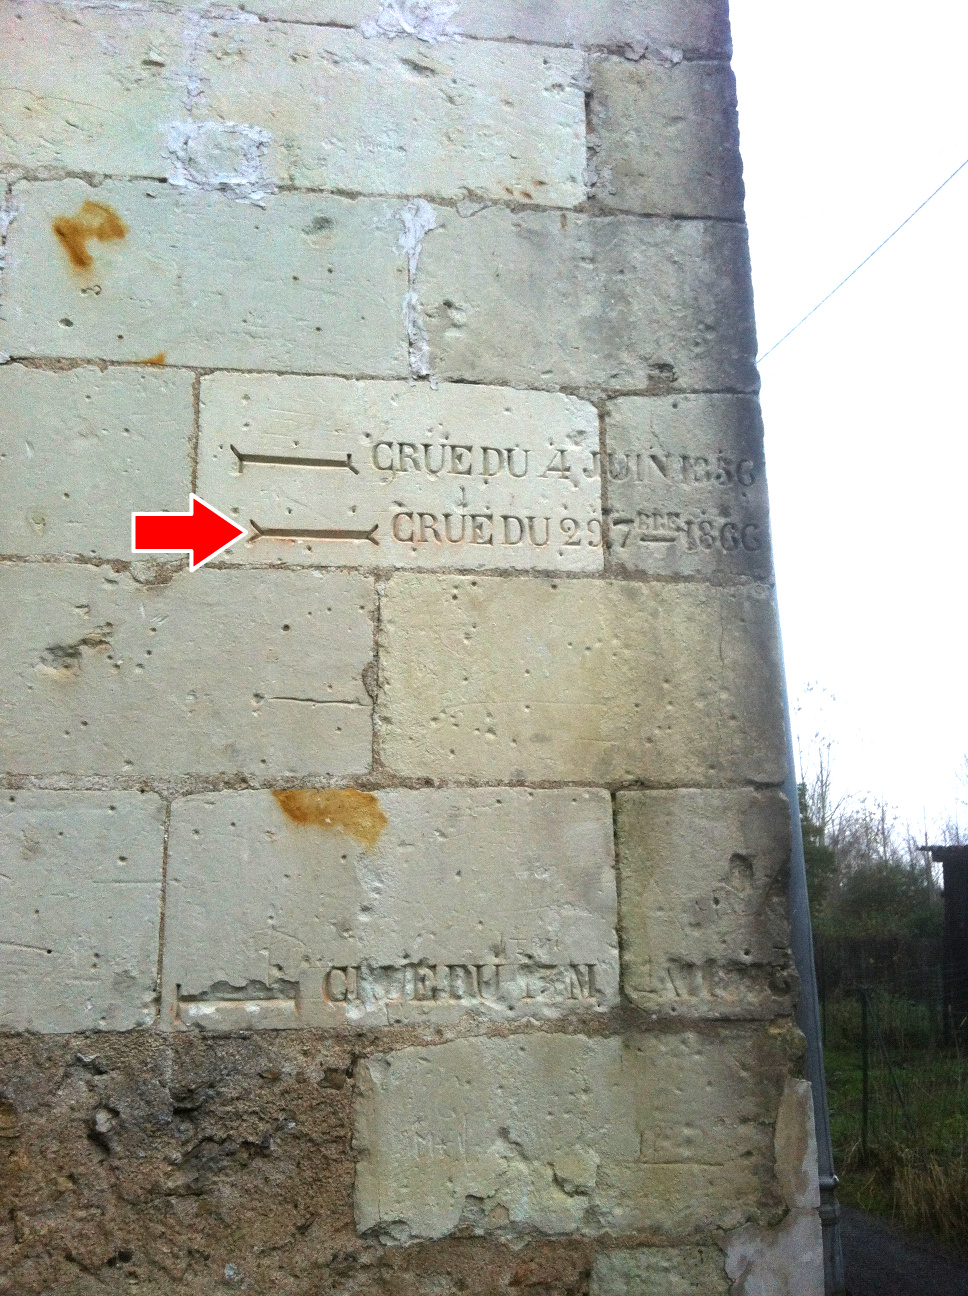 CRUE DU 4 JUIN 1856
CRUE DU 29 7BRE 1866
CRUE DU